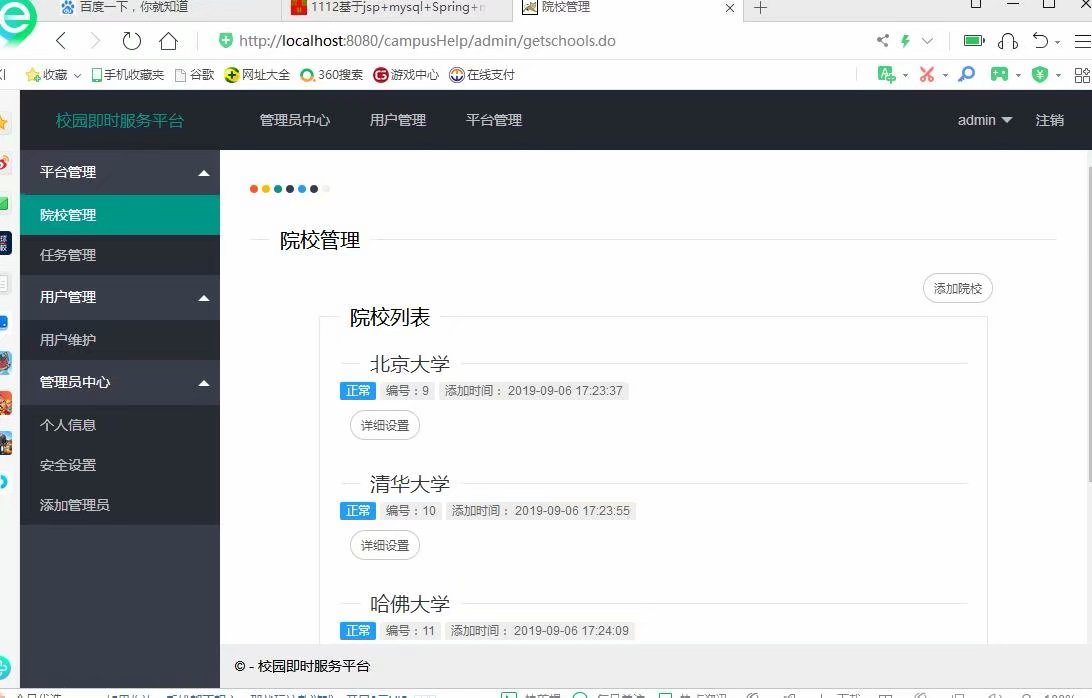 百度一下，你就知道
1112基于jsp+mysql+Spring+
院校管理
http://localhost:8080/campusHelp/admin/getschools.do
收藏 手机收藏夹 谷歌 网址大全 360搜索 游戏中心 在线支付
校园即时服务平台 管理员中心 用户管理 平台管理 admin 注销
平台管理
院校管理
任务管理
用户管理
用户维护
管理员中心
个人信息
安全设置
添加管理员
院校管理
添加院校
院校列表
北京大学
正常 编号：9 添加时间： 2019-09-06 17:23:37
详细设置
清华大学
正常 编号：10 添加时间： 2019-09-06 17:23:55
详细设置
哈佛大学
正常 编号：11 添加时间： 2019-09-06 17:24:09
© - 校园即时服务平台